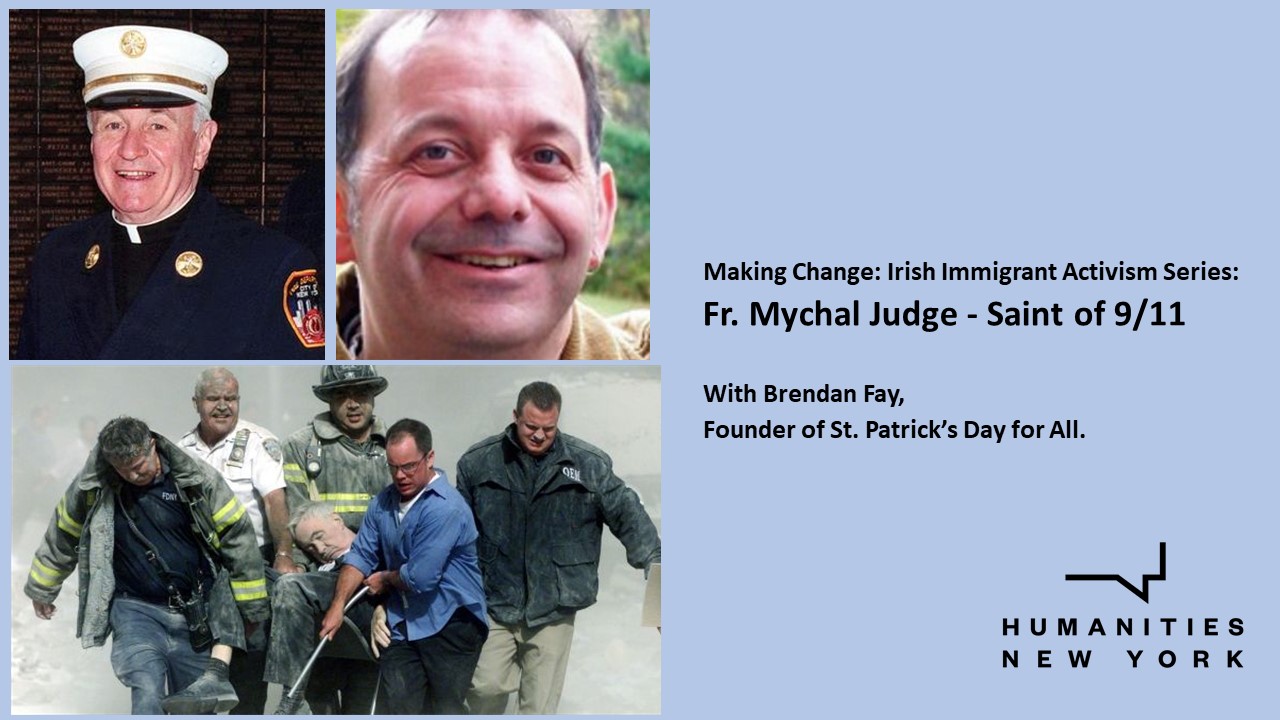 Making Change: Irish Immigrant Activism Series:
Fr. Mychal Judge - Saint of 9/11
With Brendan Fay,
Founder of St. Patrick’s Day for All.
HUMANITIES
NEW YORK
FDNY
OEM